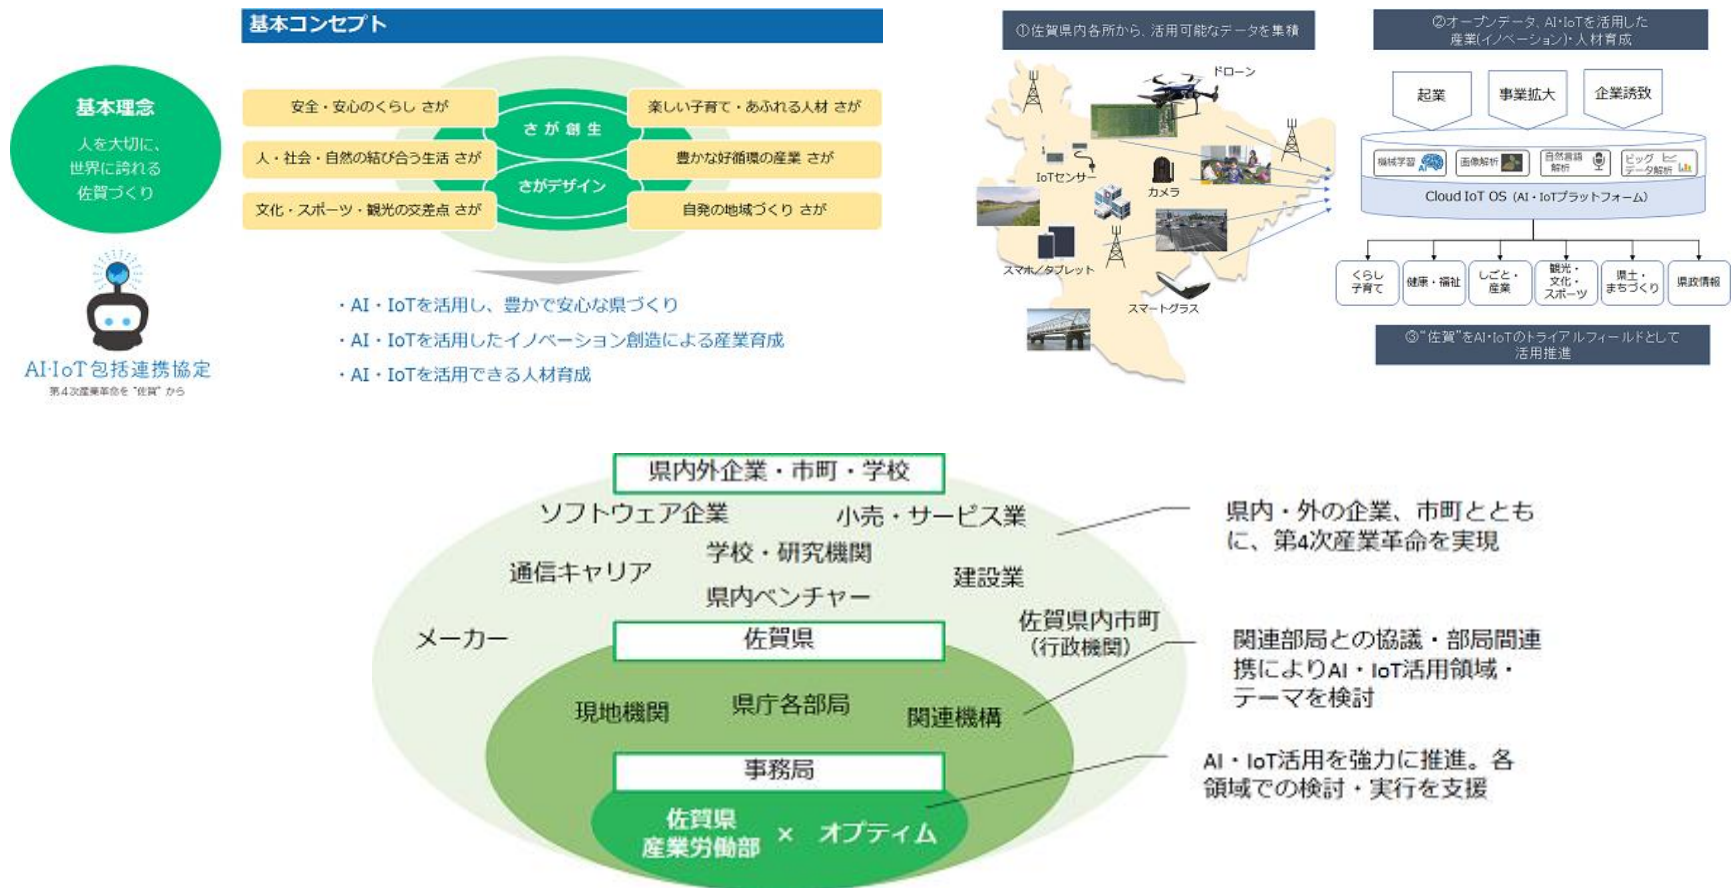 基本コンセプト
基本理念
人を大切に、
世界に誇れる
佐賀づくり
安全・安心のくらし さが
楽しい子育て・あふれる人材 さが
さが創生
人・社会・自然の結び合う生活 さが
豊かな好循環の産業 さが
さがデザイン
文化・スポーツ・観光の交差点 さが
自発の地域づくり さが
AI・IoT包括連携協定
第4次産業革命を "佐賀" から
・AI・IoTを活用し、豊かで安心な県づくり
・AI・IoTを活用したイノベーション創造による産業育成
・AI・IoTを活用できる人材育成
①佐賀県内各所から、活用可能なデータを集積
ドローン
IoTセンサー
カメラ
スマホ/タブレット
スマートグラス
②オープンデータ、AI・IoTを活用した
産業(イノベーション)・人材育成
起業
事業拡大
企業誘致
機械学習
AI
画像解析
自然言語
解析
ビッグ
データ解析
Cloud IoT OS (AI・IoTプラットフォーム)
くらし
子育て
健康・福祉
しごと・
産業
観光・
文化・
スポーツ
県土・
まちづくり
県政情報
③"佐賀"をAI・IoTのトライアルフィールドとして
活用推進
県内外企業・市町・学校
ソフトウェア企業
小売・サービス業
学校・研究機関
通信キャリア
建設業
県内ベンチャー
メーカー
佐賀県内市町
(行政機関)
佐賀県
現地機関
県庁各部局
関連機構
事務局
佐賀県
産業労働部
×
オプティム
県内・外の企業、市町ととも
に、第4次産業革命を実現
関連部局との協議・部局間連
携によりAI・IoT活用領域・
テーマを検討
AI・IoT活用を強力に推進。各
領域での検討・実行を支援